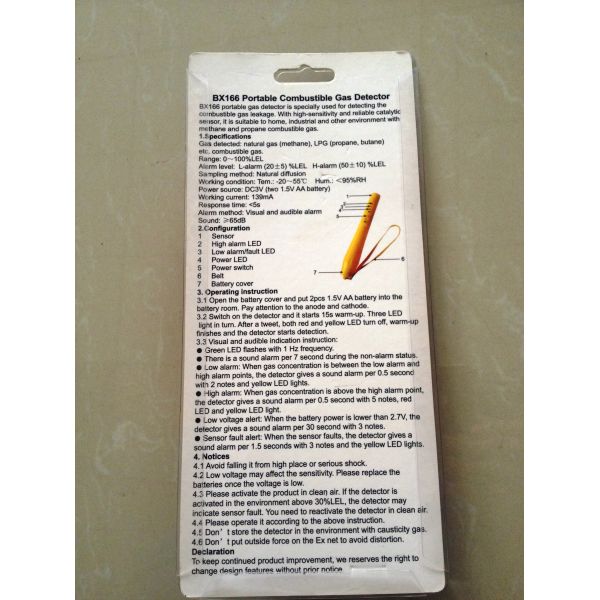 BX166 Portable Combustible Gas Detector
BX166 portable gas detector is specially used for detecting the
combustible gas leakage. With high-sensitivity and reliable catalytic
sensor, it is suitable to home, industrial and other environment with
methane and propane combustible gas.
1.Specifications
Gas detected: natural gas (methane), LPG (propane, butane)
etc. combustible gas.
Range: 0～100%LEL
Alarm level: L-alarm (20±5) %LEL H-alarm (50±10) %LEL
Sampling method: Natural diffusion
Working condition: Tem.: -20～55℃ Hum.: <95%RH
Power source: DC3V (two 1.5V AA battery)
Working current: 139mA
Response time: <5s
Alarm method: Visual and audible alarm
Sound: ≥65dB
2.Configuration
1 Sensor
2 High alarm LED
3 Low alarm/fault LED
4 Power LED
5 Power switch
6 Belt
7 Battery cover
1
2
3
4
5
6
7
3. Operating instruction
3.1 Open the battery cover and put 2pcs 1.5V AA battery into the
battery room. Pay attention to the anode and cathode.
3.2 Switch on the detector and it starts 15s warm-up. Three LED
light in turn. After a tweet, both red and yellow LED turn off, warm-up
finishes and the detector starts detection.
3.3 Visual and audible indication instruction:
● Green LED flashes with 1 Hz frequency.
● There is a sound alarm per 7 second during the non-alarm status.
● Low alarm: When gas concentration is between the low alarm and
high alarm points, the detector gives a sound alarm per 0.5 second
with 2 notes and yellow LED lights.
● High alarm: When gas concentration is above the high alarm point,
the detector gives a sound alarm per 0.5 second with 5 notes, red
LED and yellow LED light.
● Low voltage alert: When the battery power is lower than 2.7V, the
detector gives a sound alarm per 30 second with 3 notes.
● Sensor fault alert: When the sensor faults, the detector gives a
sound alarm per 1.5 seconds with 3 notes and the yellow LED lights.
4. Notices
4.1 Avoid falling it from high place or serious shock.
4.2 Low voltage may affect the sensitivity. Please replace the
batteries once the voltage is low.
4.3 Please activate the product in clean air. If the detector is
activated in the environment above 30%LEL, the detector may
indicate sensor fault. You need to reactivate the detector in clean air.
4.4 Please operate it according to the above instruction.
4.5 Don't store the detector in the environment with causticity gas.
4.6 Don't put outside force on the Ex net to avoid distortion.
Declaration
To keep continued product improvement, we reserves the right to
change design features without prior notice.